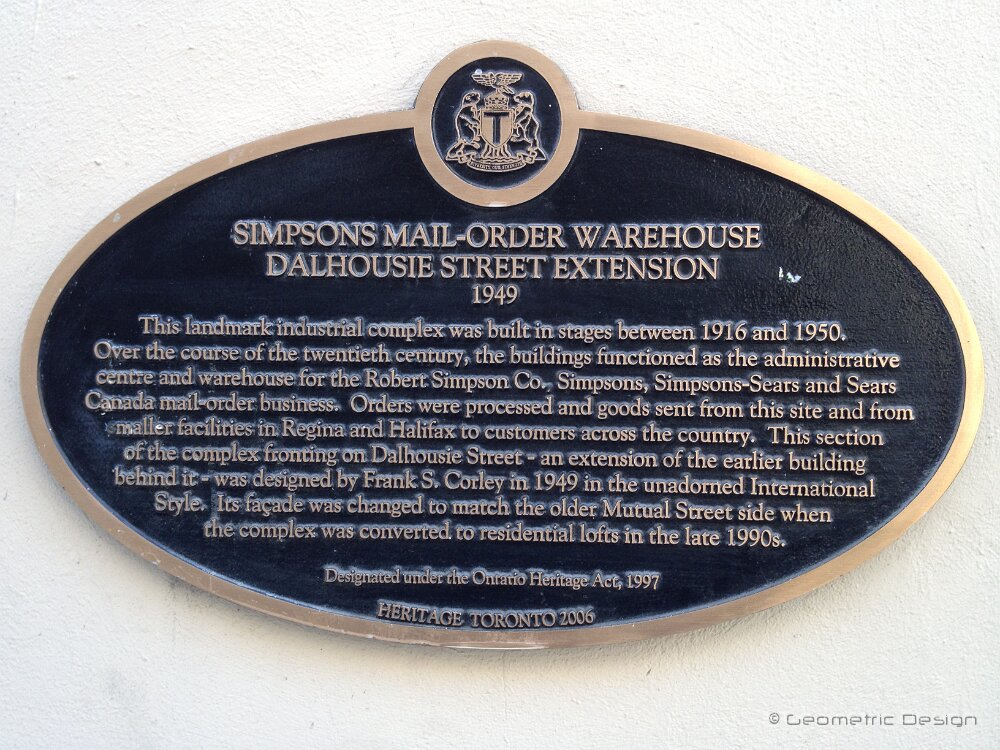 T
SIMPSONS MAIL-ORDER WAREHOUSE
DALHOUSIE STREET EXTENSION
1949
This landmark industrial complex was built in stages between 1916 and 1950.
Over the course of the twentieth century, the buildings functioned as the administrative
centre and warehouse for the Robert Simpson Co., Simpsons, Simpsons-Sears and Sears
Canada mail-order business. Orders were processed and goods sent from this site and from
smaller facilities in Regina and Halifax to customers across the country. This section
of the complex fronting on Dalhousie Street - an extension of the earlier building
behind it - was designed by Frank S. Corley in 1949 in the unadorned International
Style. Its façade was changed to match the older Mutual Street side when
the complex was converted to residential lofts in the late 1990s.
Designated under the Ontario Heritage Act, 1997
HERITAGE TORONTO 2006
© Geometric Design